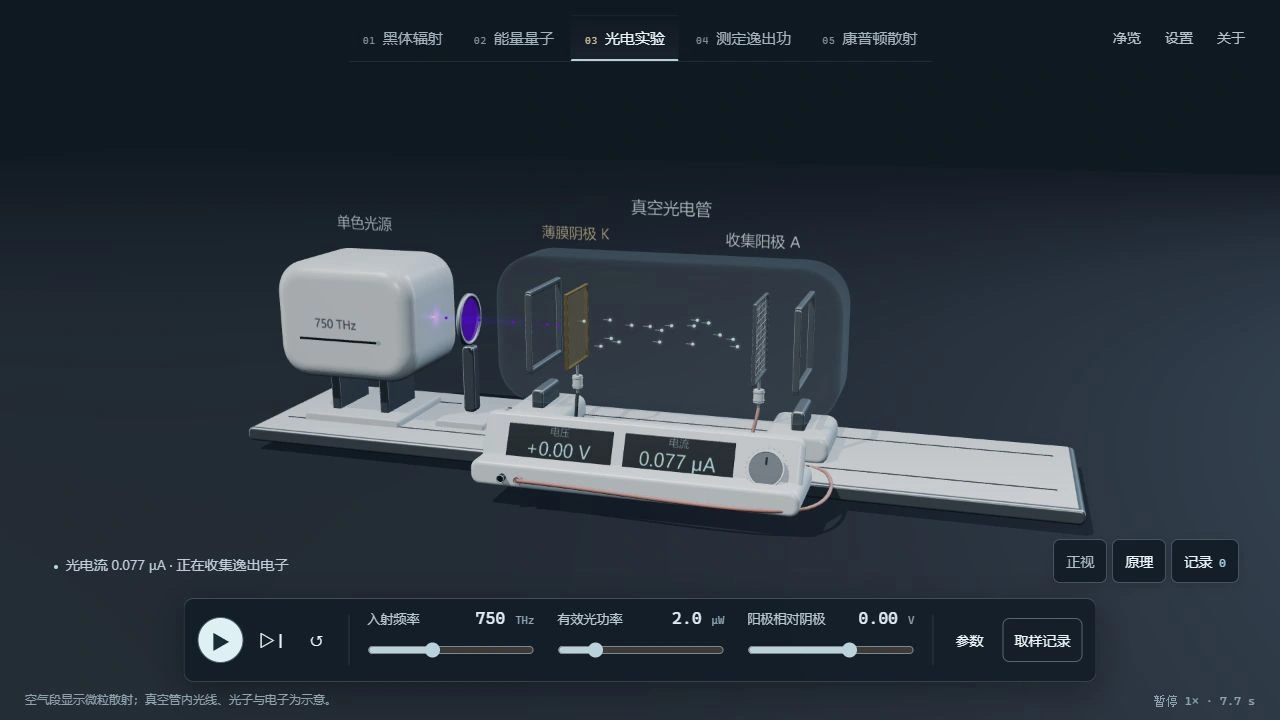 01 黑体辐射
02 能量量子
03 光电实验
04 测定逸出功
05 康普顿散射
净览
设置
关于
真空光电管
单色光源
薄膜阴极 K
收集阳极 A
750 THz
电压
+0.00 V
电流
0.077 μA
光电流 0.077 μA · 正在收集逸出电子
正视
原理
记录 0
入射频率 750 THz
有效光功率 2.0 μW
阳极相对阴极 0.00 V
参数
取样记录
空气段显示微粒散射；真空管内光线、光子与电子为示意。
暂停 1× · 7.7 s